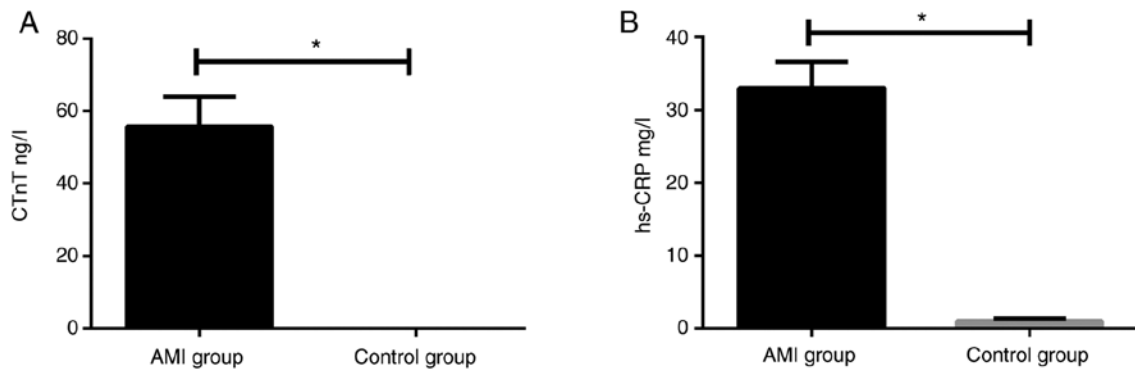 A
CTnT ng/l
80
60
40
20
0
*
AMI group
Control group
B
hs-CRP mg/l
40
30
20
10
0
*
AMI group
Control group